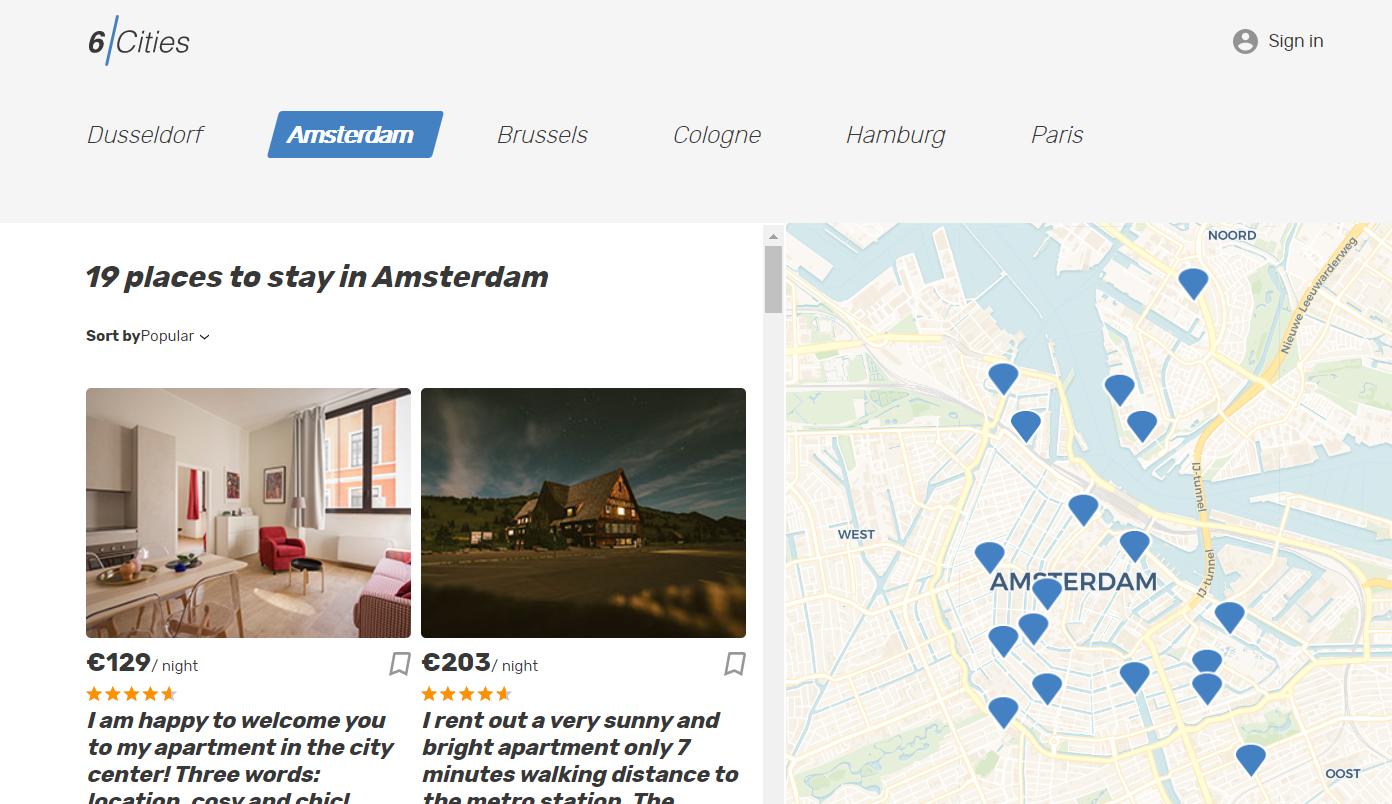 6 Cities
Sign in
Dusseldorf
Amsterdam
Brussels
Cologne
Hamburg
Paris
19 places to stay in Amsterdam
Sort byPopular
€129/ night
I am happy to welcome you
to my apartment in the city
center! Three words:
location, cosy and chic!
€203/ night
I rent out a very sunny and
bright apartment only 7
minutes walking distance to
the metro station. The
NOORD
Nieuwe Leeuwarderweg
IJ-tunnel
WEST
IJ-tunnel
AMSTERDAM
OOST